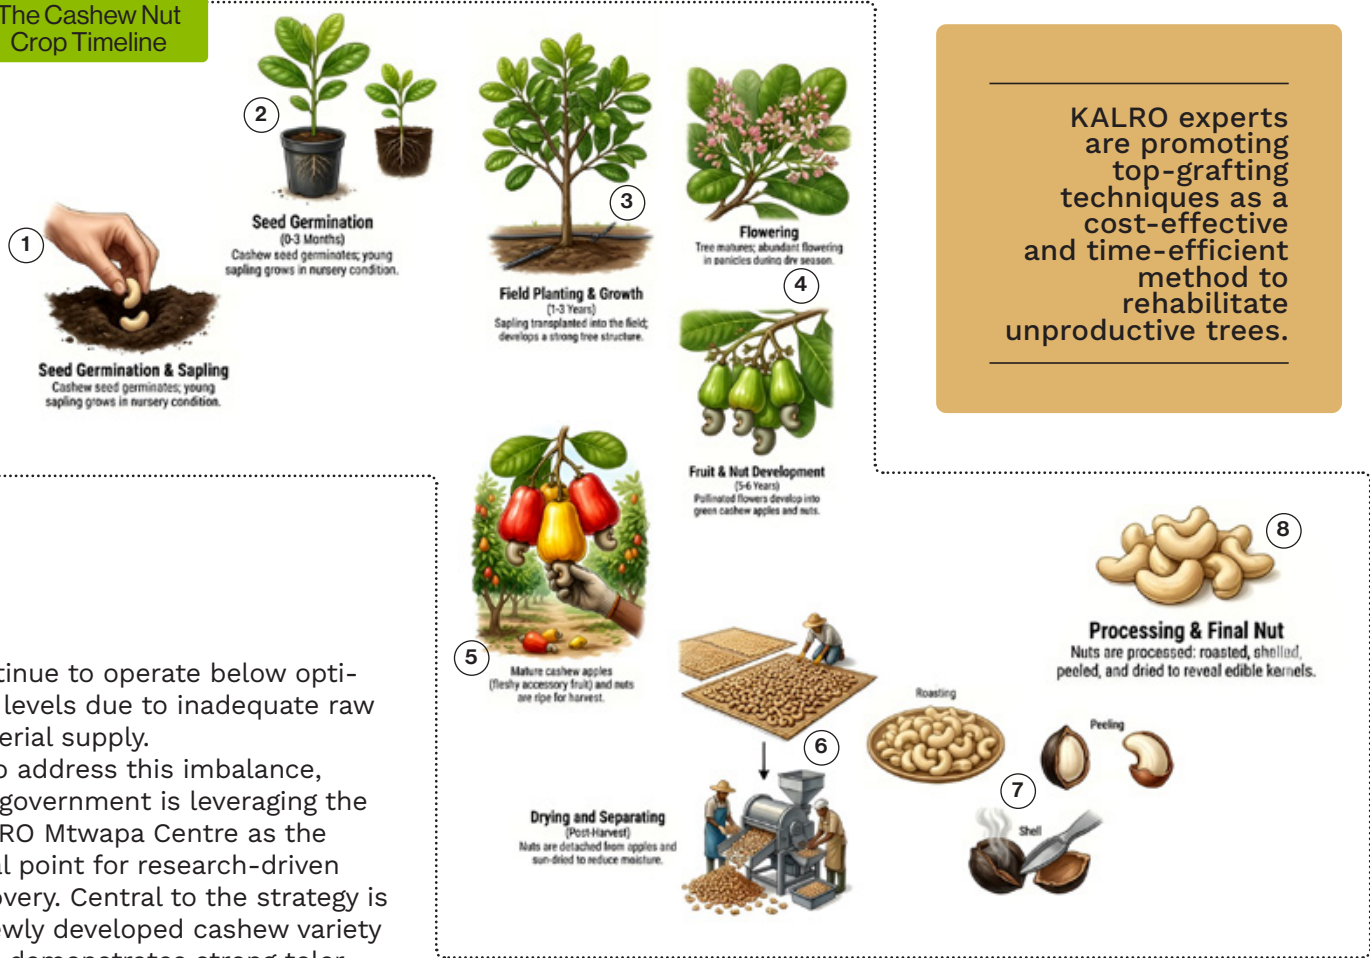 The Cashew Nut
Crop Timeline
1
Seed Germination & Sapling
Cashew seed germinates; young
sapling grows in nursery condition.
2
Seed Germination
(0-3 Months)
Cashew seed germinates; young
sapling grows in nursery condition.
3
Field Planting & Growth
(1-3 Years)
Sapling transplanted into the field;
develops a strong tree structure.
Flowering
Tree matures; abundant flowering
in panicles during dry season.
4
Fruit & Nut Development
(5-6 Years)
Pollinated flowers develop into
green cashew apples and nuts.
5
Mature cashew apples
(fleshy accessory fruit) and nuts
are ripe for harvest.
6
Drying and Separating
(Post-Harvest)
Nuts are detached from apples and
sun-dried to reduce moisture.
Roasting
Peeling
7
Shell
8
Processing & Final Nut
Nuts are processed: roasted, shelled,
peeled, and dried to reveal edible kernels.
KALRO experts
are promoting
top-grafting
techniques as a
cost-effective
and time-efficient
method to
rehabilitate
unproductive trees.
tinue to operate below opti-
levels due to inadequate raw
erial supply.
o address this imbalance,
government is leveraging the
RO Mtwapa Centre as the
al point for research-driven
overy. Central to the strategy is
ewly developed cashew variety
demonstrates strong toler-